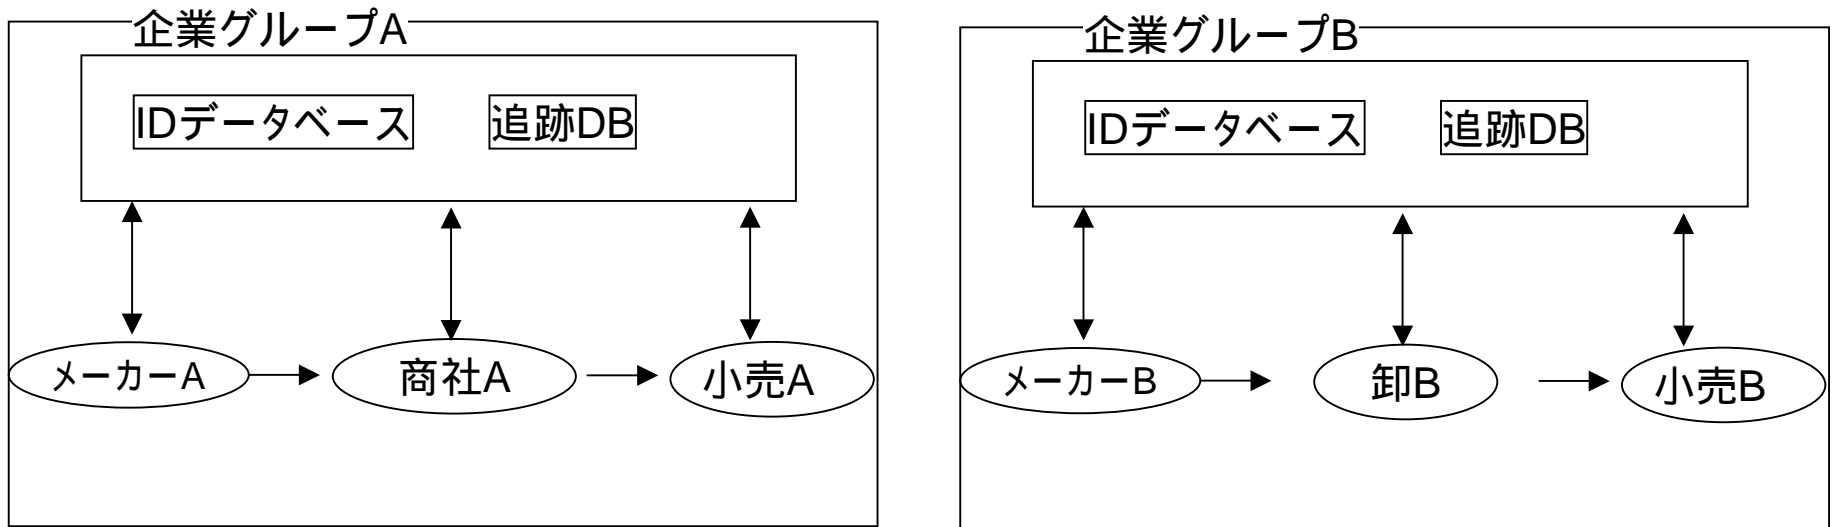 企業グループA
IDデータベース
追跡DB
メーカーA
商社A
小売A
企業グループB
IDデータベース
追跡DB
メーカーB
卸B
小売B